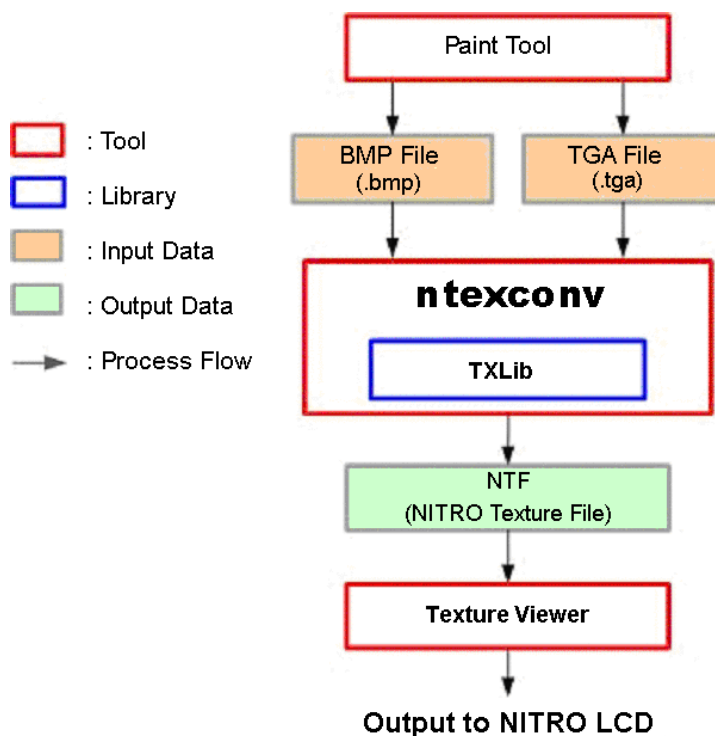 Paint Tool
: Tool
: Library
: Input Data
: Output Data
: Process Flow
BMP File
(.bmp)
TGA File
(.tga)
ntexconv
TXLib
NTF
(NITRO Texture File)
Texture Viewer
Output to NITRO LCD